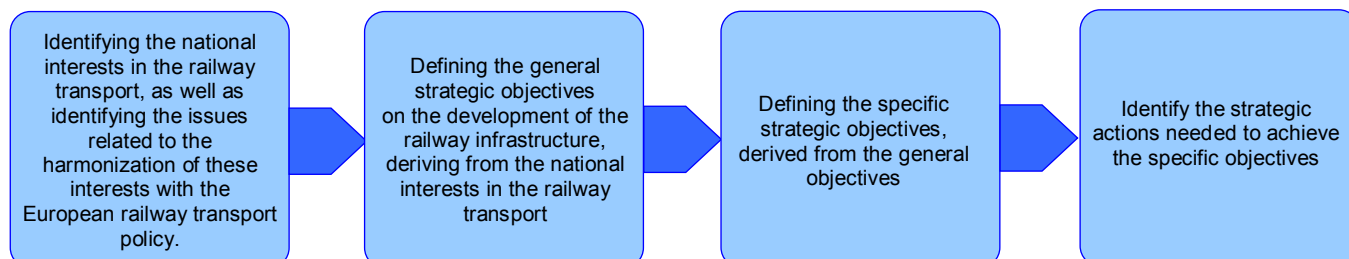 Identifying the national
interests in the railway
transport, as well as
identifying the issues
related to the
harmonization of these
interests with the
European railway transport
policy.
Defining the general
strategic objectives
on the development of the
railway infrastructure,
deriving from the national
interests in the railway
transport
Defining the specific
strategic objectives,
derived from the general
objectives
Identify the strategic
actions needed to achieve
the specific objectives